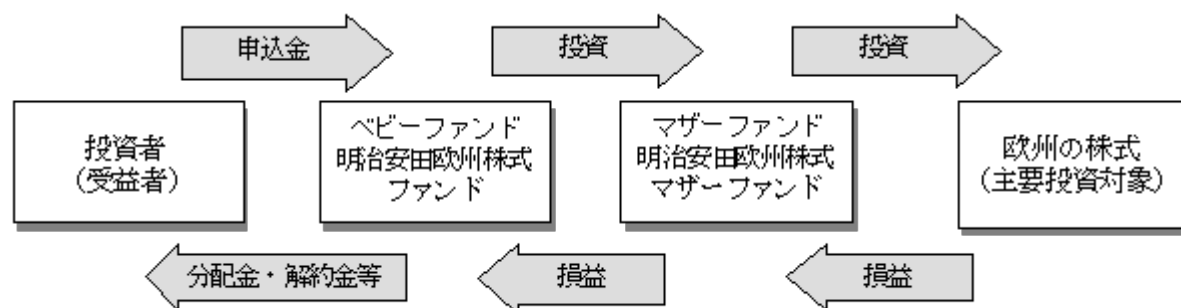 申込金
投資
投資
投資者
(受益者)
ベビーファンド
明治安田欧州株式
ファンド
マザーファンド
明治安田欧州株式
マザーファンド
欧州の株式
(主要投資対象)
分配金・解約金等
損益
損益